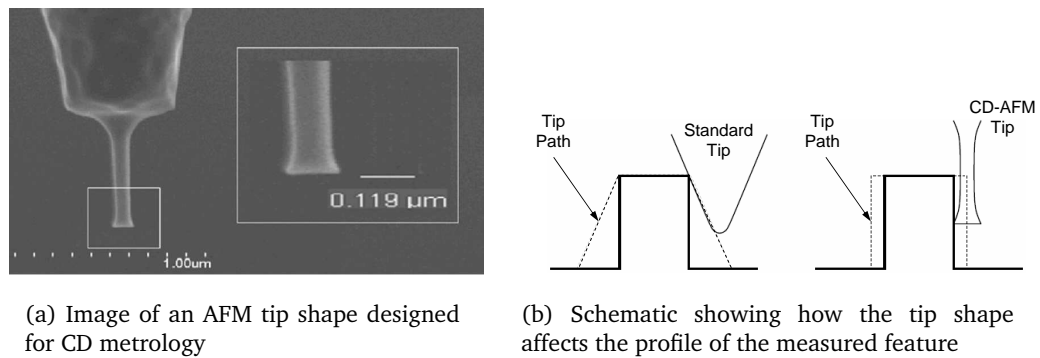 0.119 µm
1.00um
Tip
Path
Standard
Tip
Tip
Path
CD-AFM
Tip
(a) Image of an AFM tip shape designed
for CD metrology
(b) Schematic showing how the tip shape
affects the profile of the measured feature